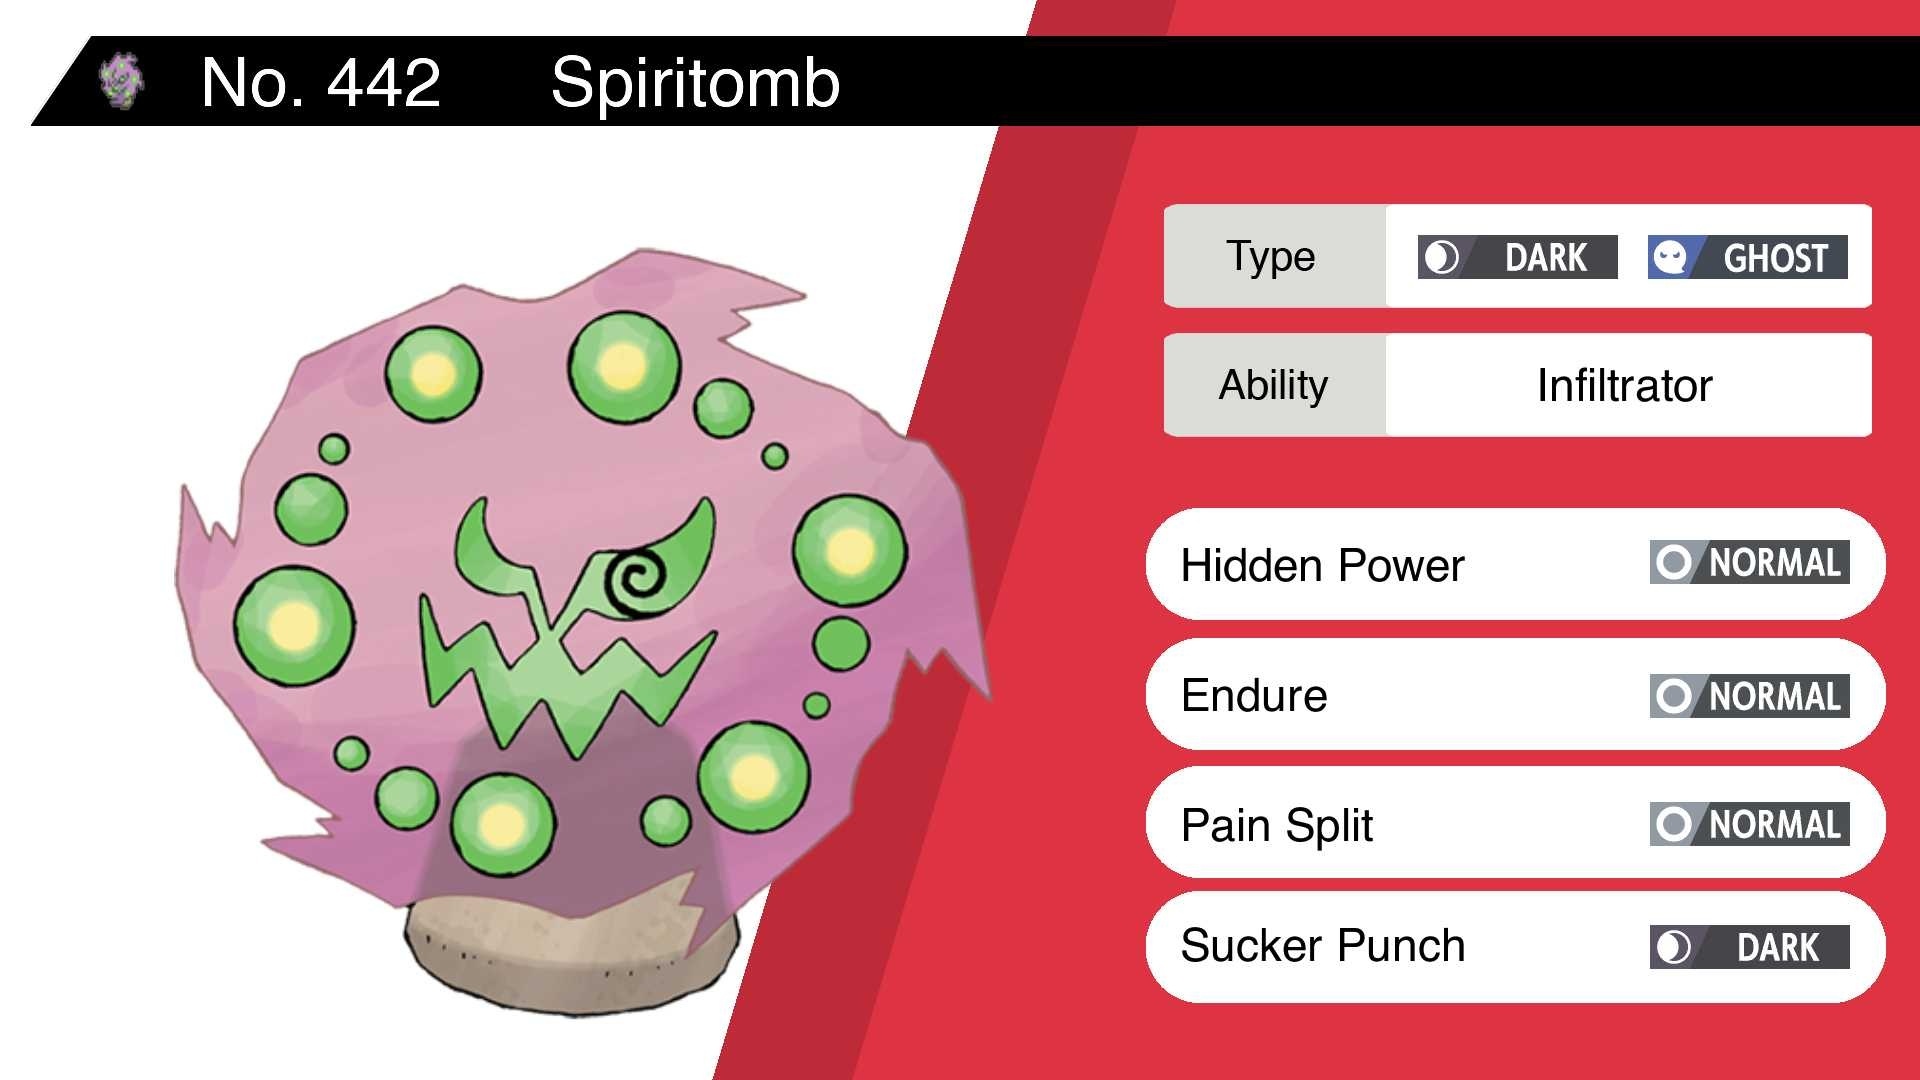 No. 442 Spiritomb
Type DARK GHOST
Ability Infiltrator
Hidden Power NORMAL
Endure NORMAL
Pain Split NORMAL
Sucker Punch DARK